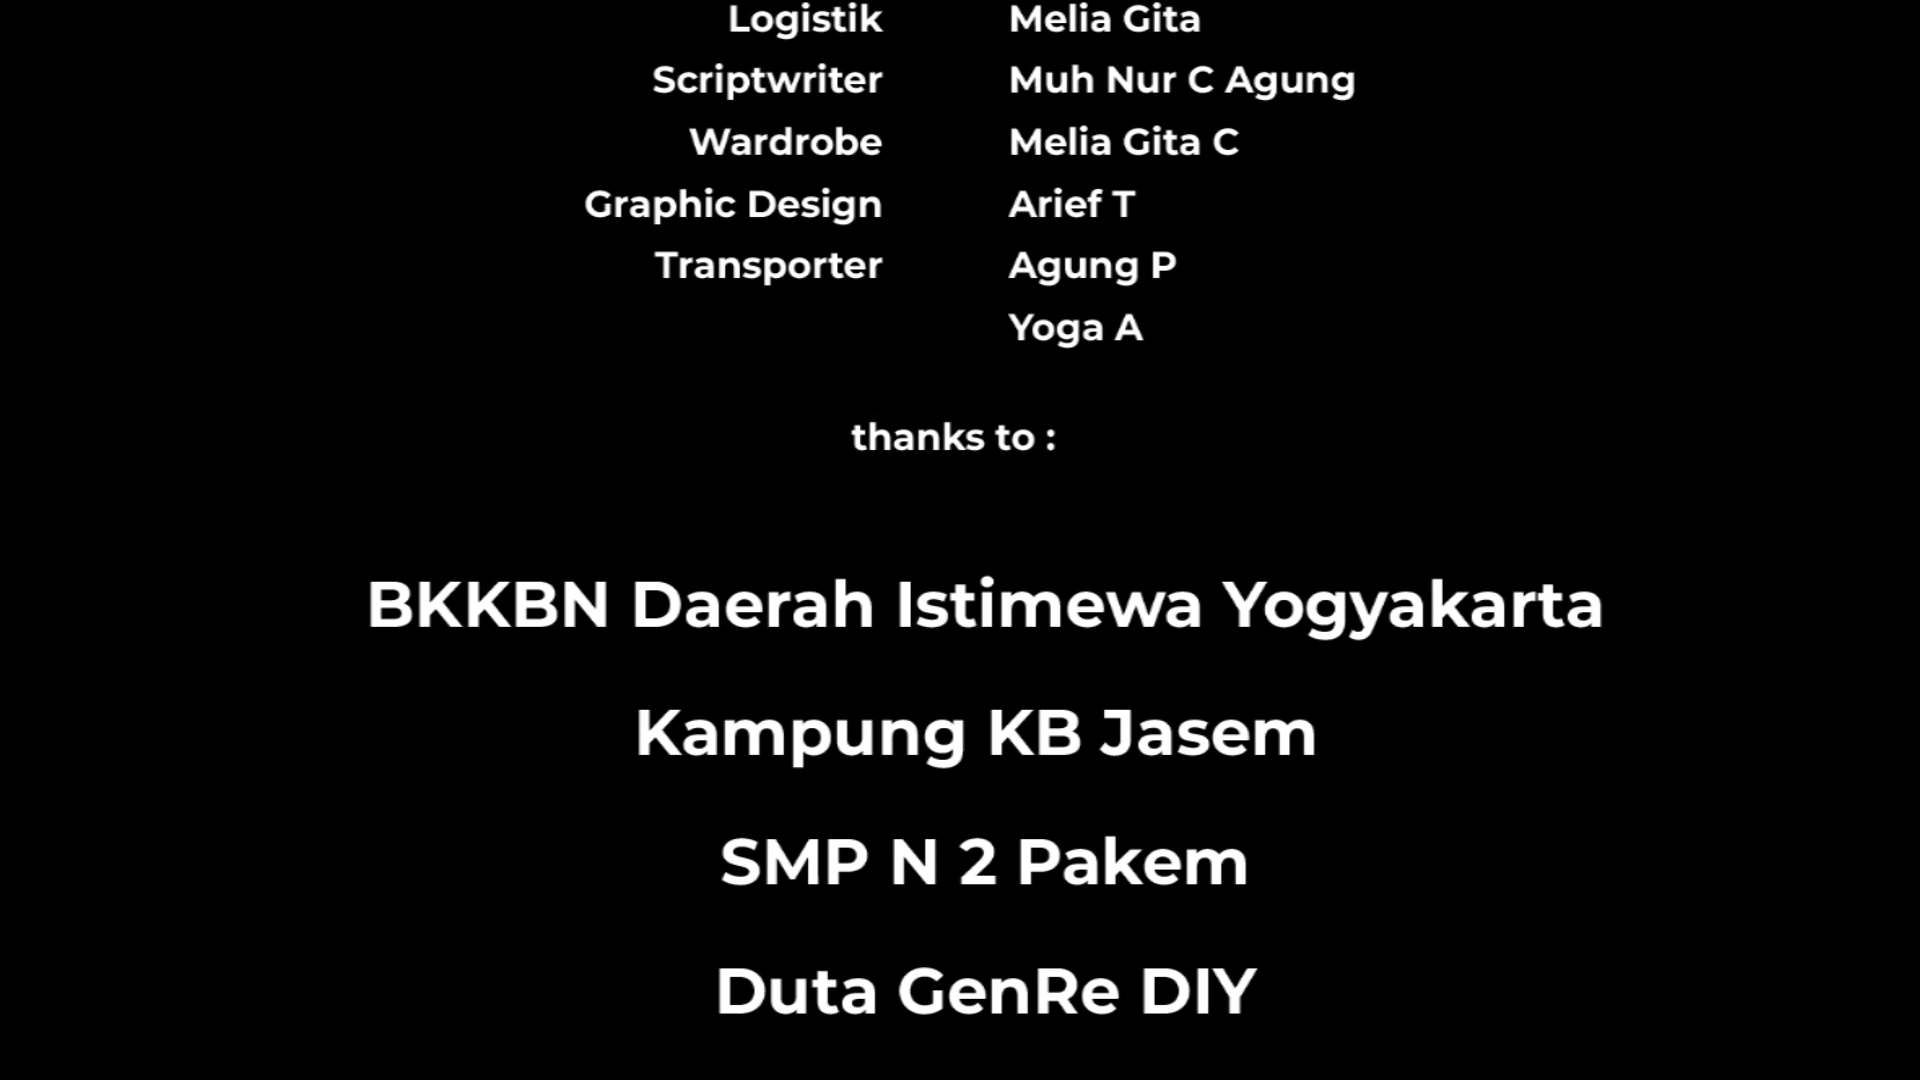 Logistik Melia Gita
Scriptwriter Muh Nur C Agung
Wardrobe Melia Gita C
Graphic Design Arief T
Transporter Agung P
Yoga A
thanks to :
BKKBN Daerah Istimewa Yogyakarta
Kampung KB Jasem
SMP N 2 Pakem
Duta GenRe DIY